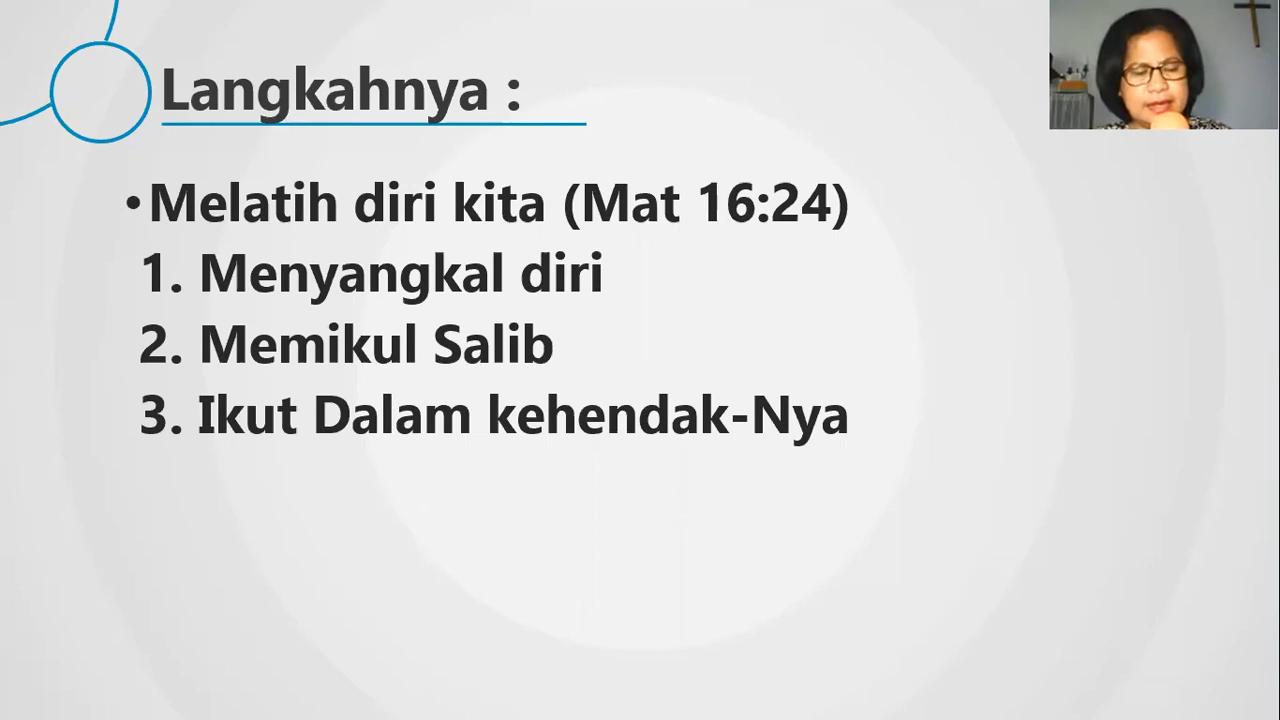 Langkahnya :
•Melatih diri kita (Mat 16:24)
1. Menyangkal diri
2. Memikul Salib
3. Ikut Dalam kehendak-Nya